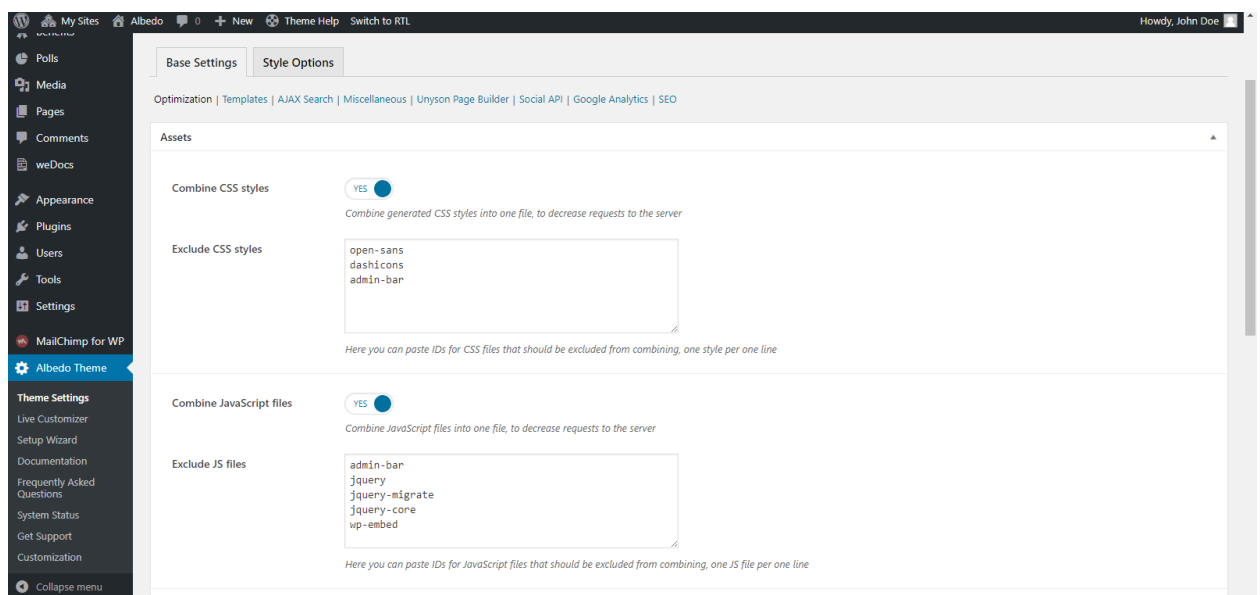 My Sites Albedo 0 + New Theme Help Switch to RTL Howdy, John Doe
Benefits
Polls
Media
Pages
Comments
weDocs
Appearance
Plugins
Users
Tools
Settings
MailChimp for WP
Albedo Theme
Theme Settings
Live Customizer
Setup Wizard
Documentation
Frequently Asked
Questions
System Status
Get Support
Customization
Collapse menu
Base Settings Style Options
Optimization | Templates | AJAX Search | Miscellaneous | Unyson Page Builder | Social API | Google Analytics | SEO
Assets
Combine CSS styles YES
Combine generated CSS styles into one file, to decrease requests to the server
Exclude CSS styles
open-sans
dashicons
admin-bar
Here you can paste IDs for CSS files that should be excluded from combining, one style per one line
Combine JavaScript files YES
Combine JavaScript files into one file, to decrease requests to the server
Exclude JS files
admin-bar
jquery
jquery-migrate
jquery-core
wp-embed
Here you can paste IDs for JavaScript files that should be excluded from combining, one JS file per one line